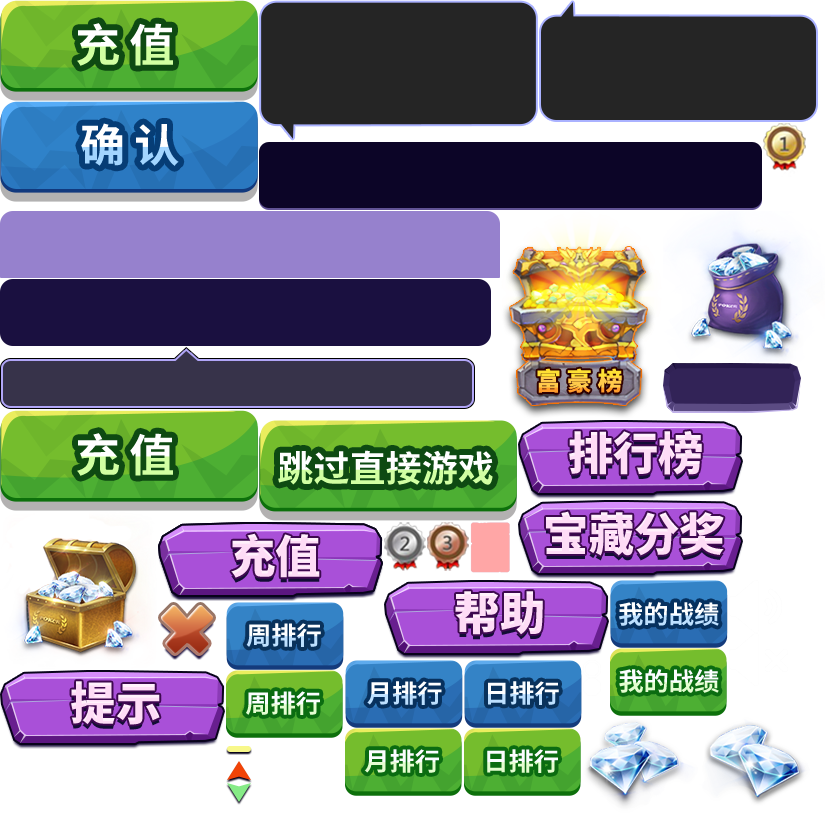 充值
确认
1
富豪榜
充值
跳过直接游戏
排行榜
宝藏分奖
充值
2
3
帮助
我的战绩
周排行
提示
周排行
月排行
日排行
我的战绩
月排行
日排行